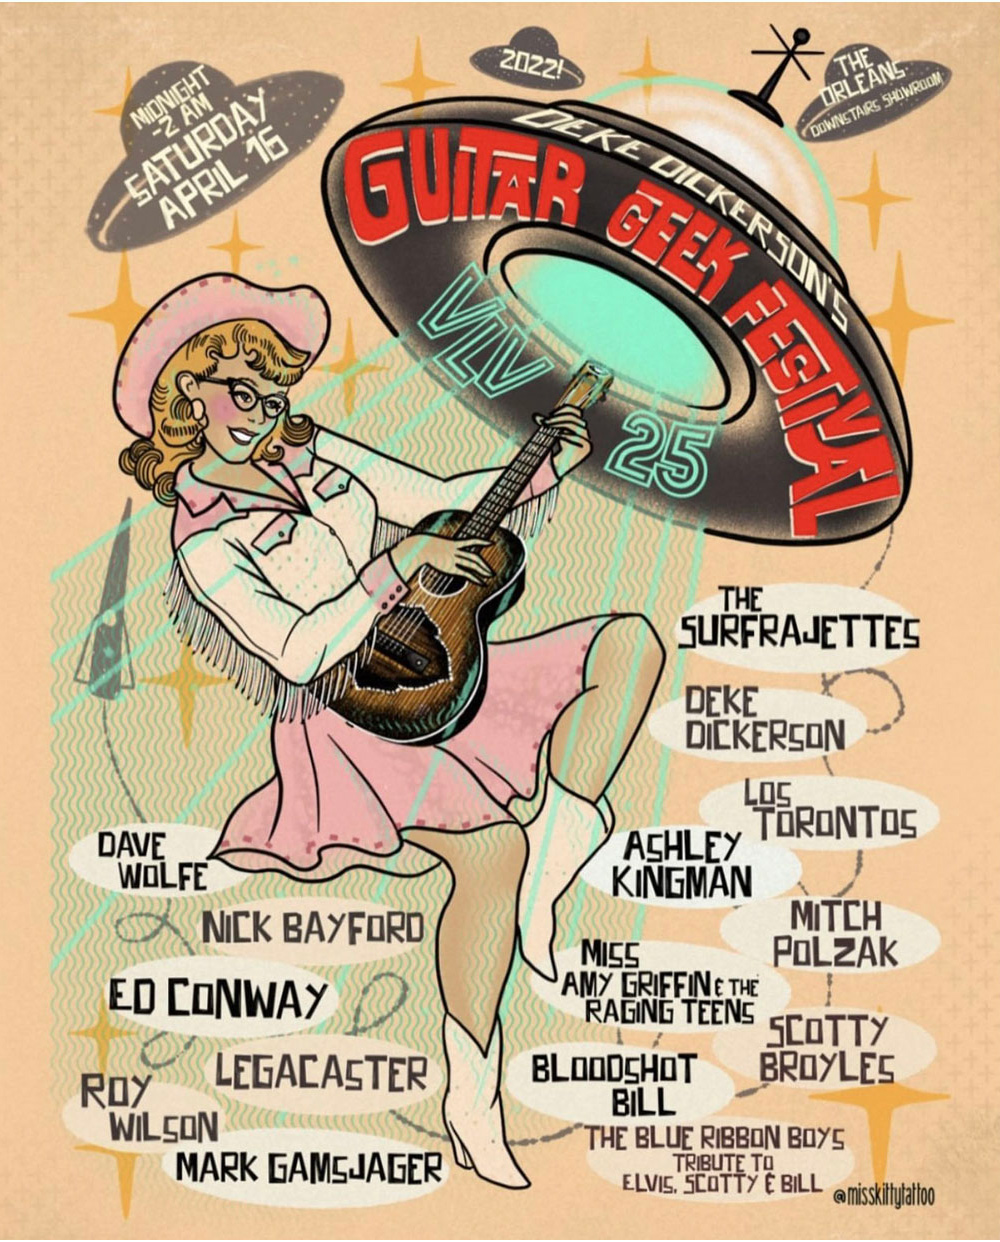 MIDNIGHT
-2 AM
SATURDAY
APRIL 16
2022!
THE
ORLEANS
DOWNSTAIRS SHOWROOM
DEKE DICKERSON'S
GUITAR GEEK FESTIVAL
VLV 25
THE
SURFRAJETTES
DEKE
DICKERSON
LOS
TORONTOS
DAVE
WOLFE
ASHLEY
KINGMAN
NICK BAYFORD
MITCH
POLZAK
ED CONWAY
MISS
AMY GRIFFIN & THE
RAGING TEENS
SCOTTY
BROYLES
LEGACASTER
BLOODSHOT
BILL
ROY
WILSON
MARK GAMSJAGER
THE BLUE RIBBON BOYS
TRIBUTE TO
ELVIS, SCOTTY & BILL
@misskittytattoo